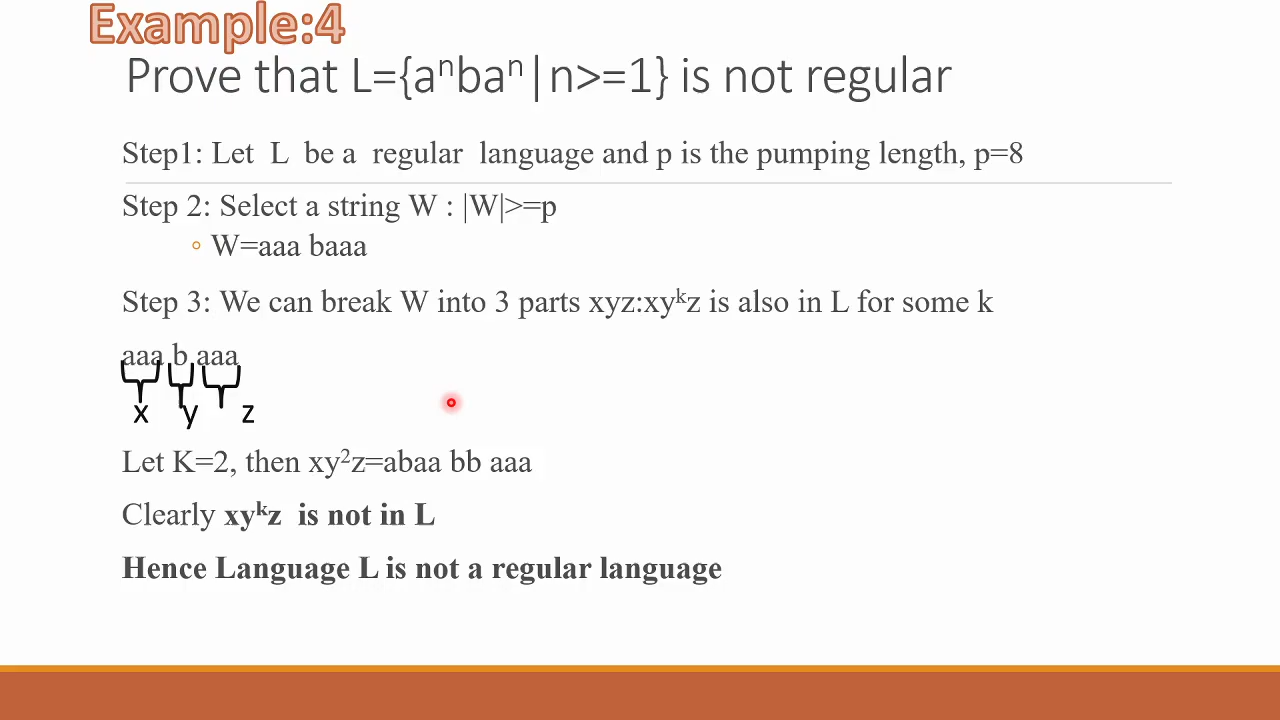 Example:4
Prove that L={aⁿbaⁿ|n>=1} is not regular
Step1: Let L be a regular language and p is the pumping length, p=8
Step 2: Select a string W : |W|>=p
W=aaa baaa
Step 3: We can break W into 3 parts xyz:xyᵏz is also in L for some k
aaa b aaa
x y z
Let K=2, then xy²z=abaa bb aaa
Clearly xyᵏz is not in L
Hence Language L is not a regular language